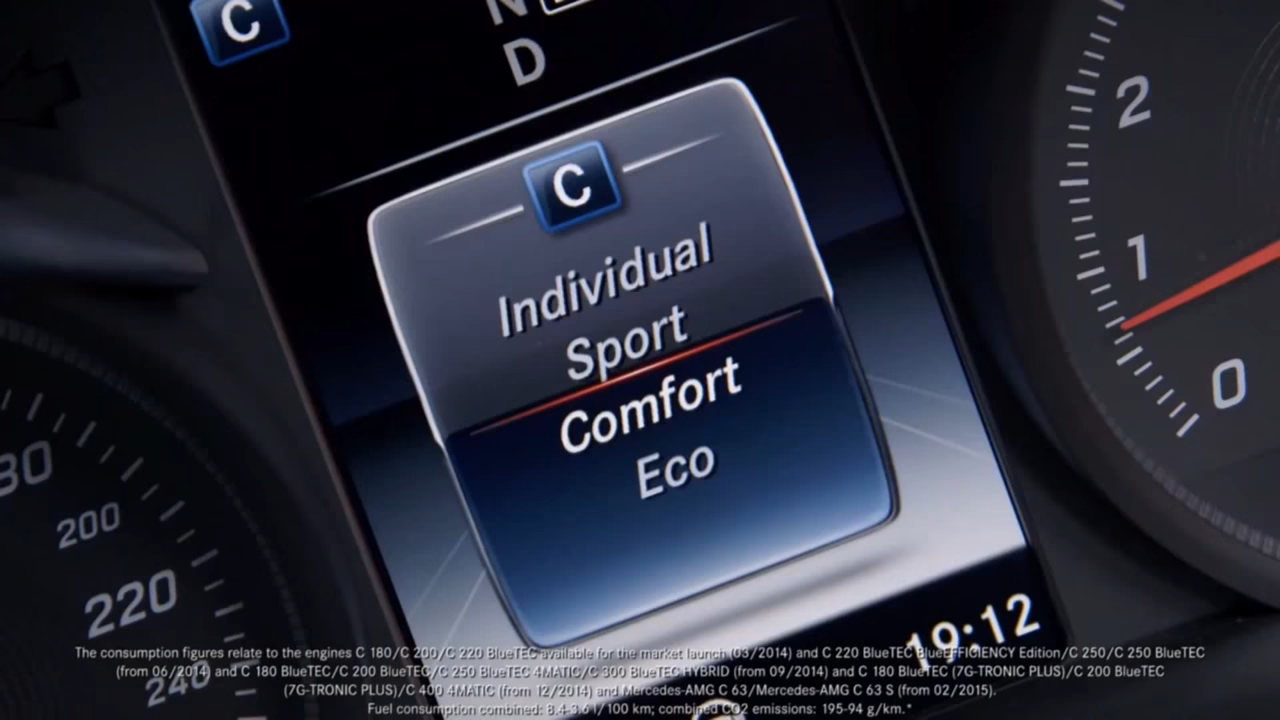 C
N
D
C
Individual
Sport
Comfort
Eco
2
1
0
80
200
220
240
19:12
The consumption figures relate to the engines C 180/C 200/C 220 BlueTEC available for the market launch (03/2014) and C 220 BlueTEC BlueEFFICIENCY Edition/C 250/C 250 BlueTEC
(from 06/2014) and C 180 BlueTEC/C 200 BlueTEC/C 250 BlueTEC 4MATIC/C 300 BlueTEC HYBRID (from 09/2014) and C 180 BlueTEC (7G-TRONIC PLUS)/C 200 BlueTEC
(7G-TRONIC PLUS)/C 400 4MATIC (from 12/2014) and Mercedes-AMG C 63/Mercedes-AMG C 63 S (from 02/2015).
Fuel consumption combined: 8.4-3.6 l/100 km; combined CO2 emissions: 195-94 g/km.*